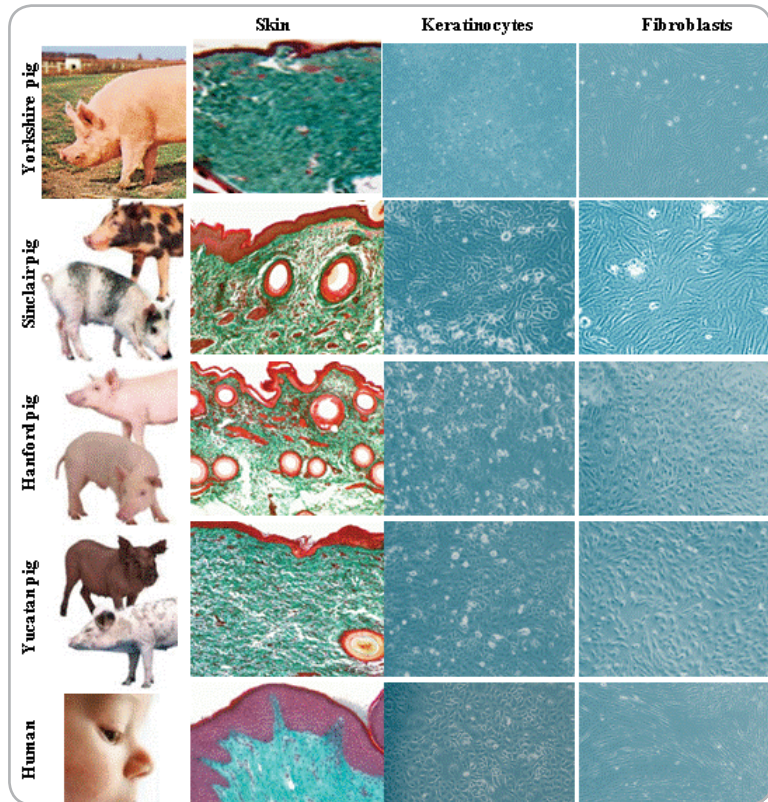 Skin Keratinocytes Fibroblasts
Yorkshire pig
Sinclair pig
Hanford pig
Yucatan pig
Human